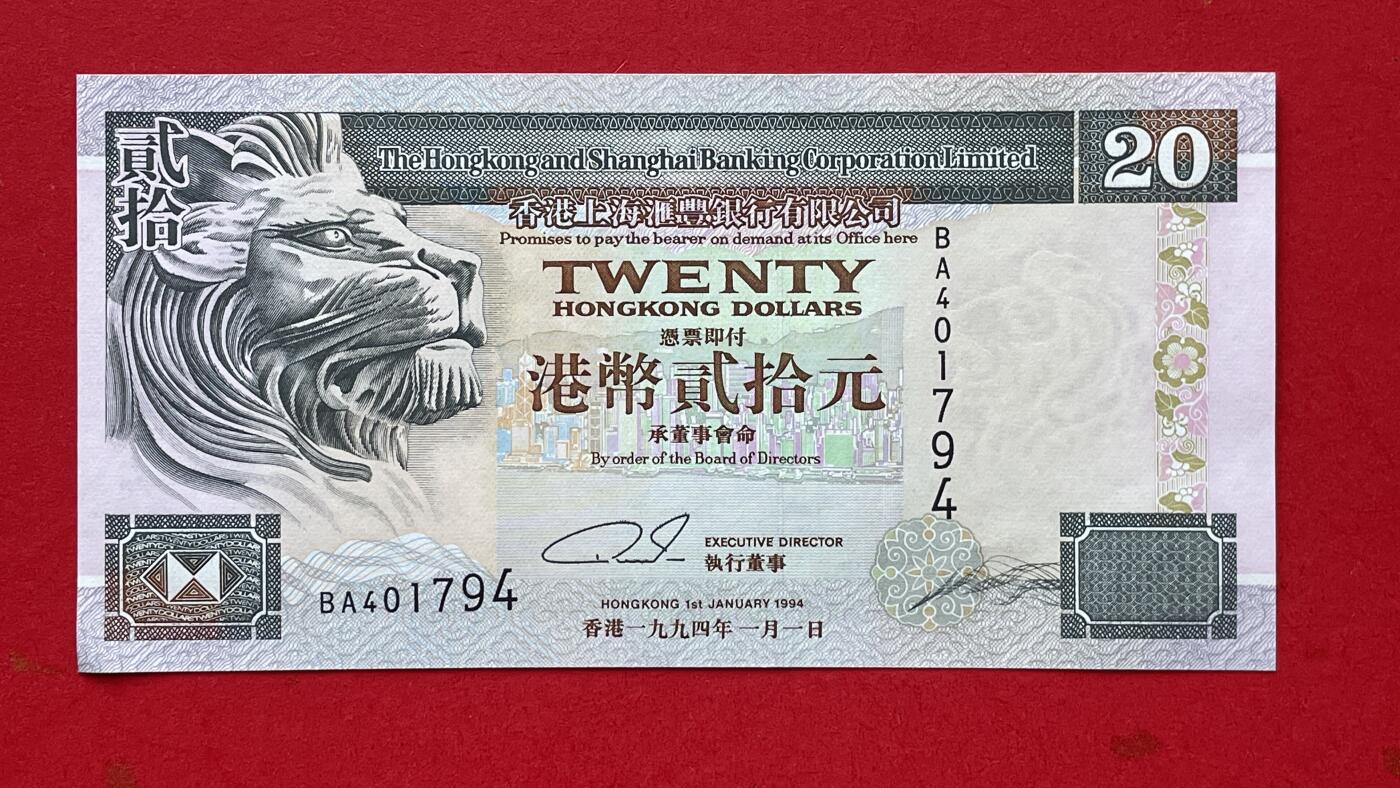 貳拾
The Hongkong and Shanghai Banking Corporation Limited
20
香港上海滙豐銀行有限公司
Promises to pay the bearer on demand at its Office here
BA401794
TWENTY
HONGKONG DOLLARS
憑票即付
港幣貳拾元
承董事會命
By order of the Board of Directors
EXECUTIVE DIRECTOR
執行董事
BA401794
HONGKONG 1st JANUARY 1994
香港一九九四年一月一日